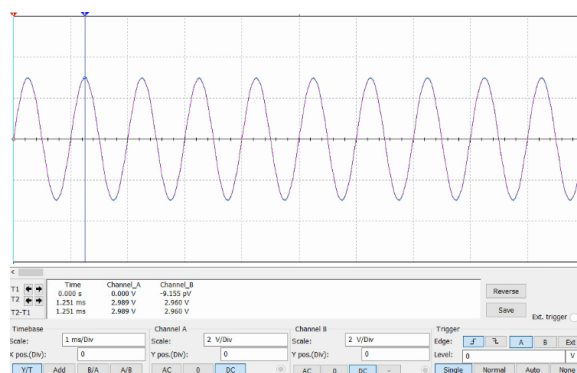 T1
T2
T2-T1
Time Channel_A Channel_B
0.000 s 0.000 V -9.155 pV
1.251 ms 2.989 V 2.960 V
1.251 ms 2.989 V 2.960 V
Reverse
Save
Ext. trigger
Timebase Channel A Channel B Trigger
Scale: 1 ms/Div Scale: 2 V/Div Scale: 2 V/Div Edge: A B Ext
X pos.(Div): 0 Y pos.(Div): 0 Y pos.(Div): 0 Level: 0 V
Y/T Add B/A A/B AC 0 DC AC 0 DC - Single Normal Auto None